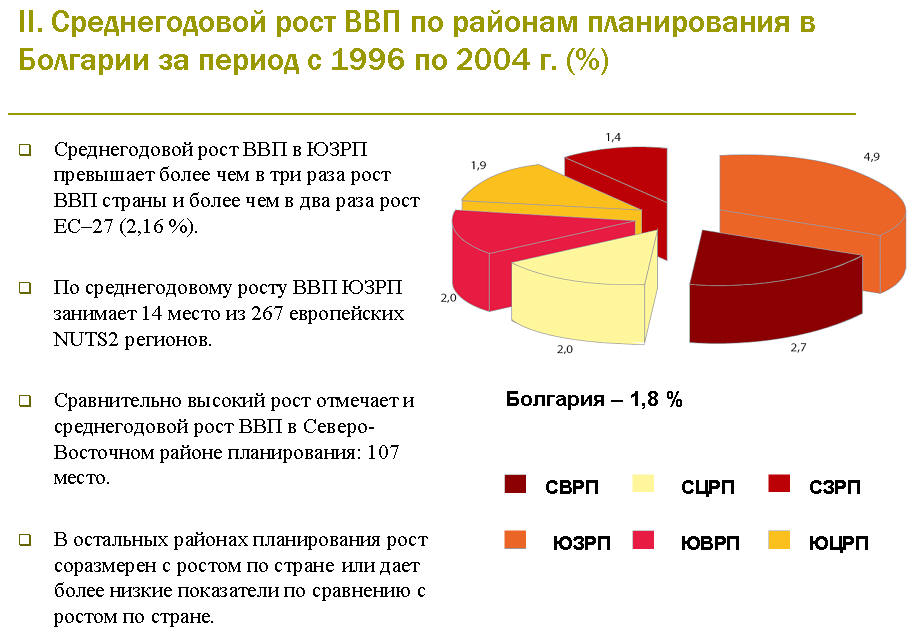 II. Среднегодовой рост ВВП по районам планирования в
Болгарии за период с 1996 по 2004 г. (%)
Среднегодовой рост ВВП в ЮЗРП
превышает более чем в три раза рост
ВВП страны и более чем в два раза рост
ЕС–27 (2,16 %).
По среднегодовому росту ВВП ЮЗРП
занимает 14 место из 267 европейских
NUTS2 регионов.
Сравнительно высокий рост отмечает и
среднегодовой рост ВВП в Северо-
Восточном районе планирования: 107
место.
В остальных районах планирования рост
соразмерен с ростом по стране или дает
более низкие показатели по сравнению с
ростом по стране.
1,4
4,9
1,9
2,0
2,0
2,7
Болгария – 1,8 %
СВРП СЦРП СЗРП
ЮЗРП ЮВРП ЮЦРП